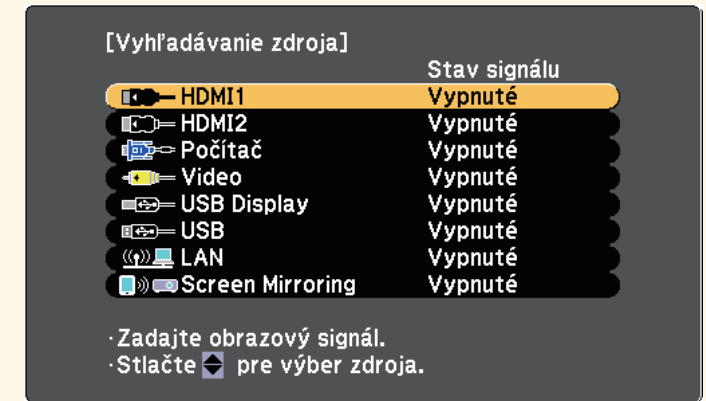 [Vyhľadávanie zdroja]
Stav signálu
HDMI1 Vypnuté
HDMI2 Vypnuté
Počítač Vypnuté
Video Vypnuté
USB Display Vypnuté
USB Vypnuté
LAN Vypnuté
Screen Mirroring Vypnuté
·Zadajte obrazový signál.
·Stlačte pre výber zdroja.